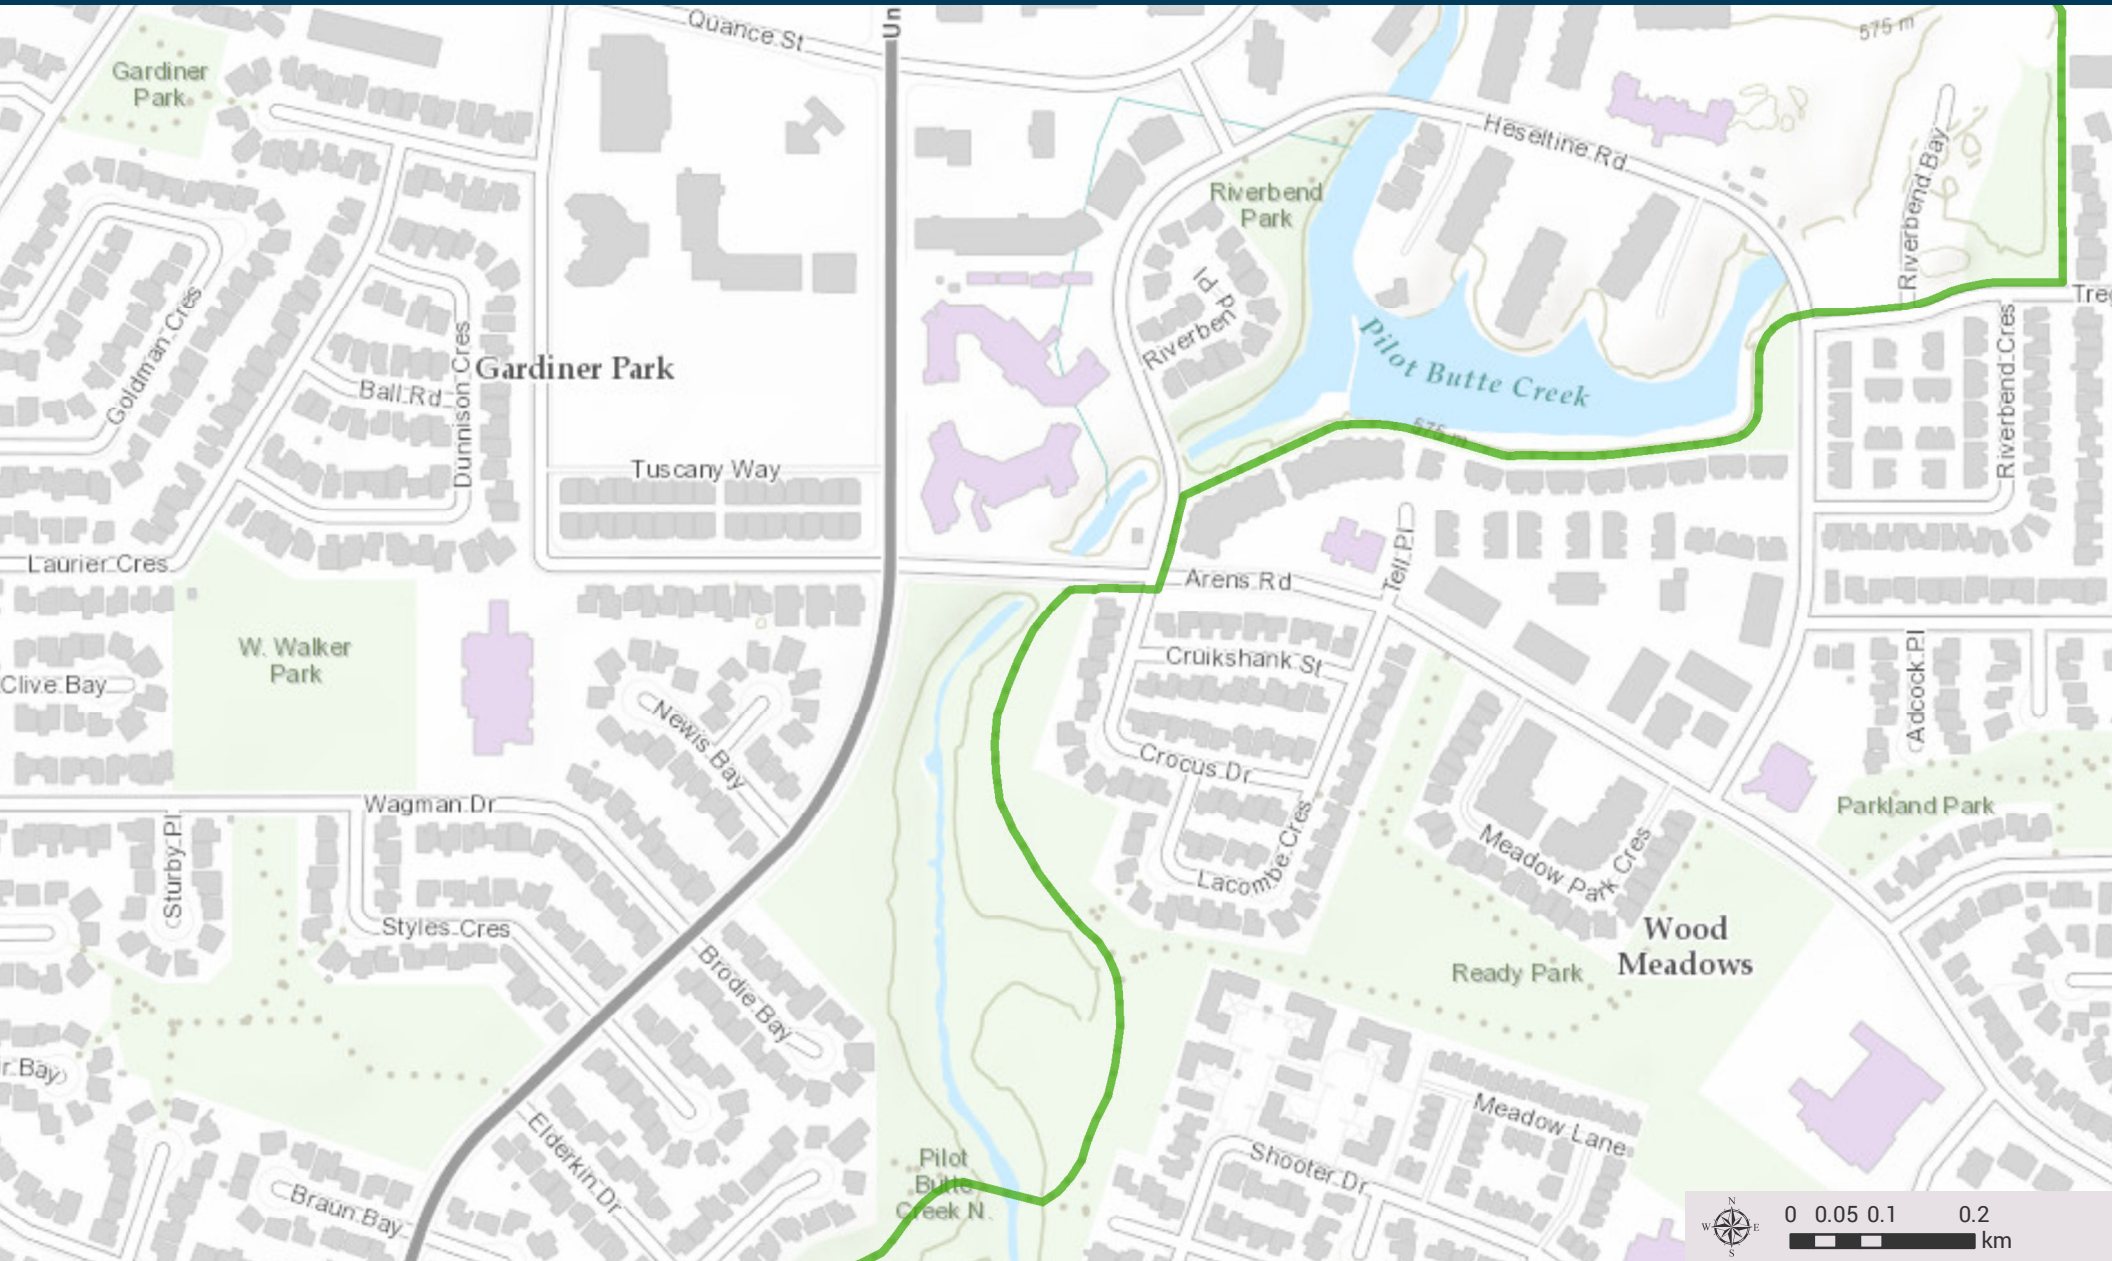 Quance St
Un
575 m
Gardiner
Park
Heseltine Rd
Riverbend Bay
Riverbend
Park
Riverbend
Treg
Goldman Cres
Dunnison Cres
Pilot Butte Creek
Riverbend Cres
Gardiner Park
Ball Rd
575 m
Tuscany Way
Tell Pl
Laurier Cres
Arens Rd
W. Walker
Park
Cruikshank St
Clive Bay
Newis Bay
Adcock Pl
Crocus Dr
Wagman Dr
Parkland Park
Sturby Pl
Lacombe Cres
Meadow Park Cres
Styles Cres
Wood
Meadows
Brodie Bay
Ready Park
r Bay
Meadow Lane
Elderkin Dr
Pilot
Butte
Creek N.
Shooter Dr
Braun Bay
N
W E
S
0 0.05 0.1 0.2
km